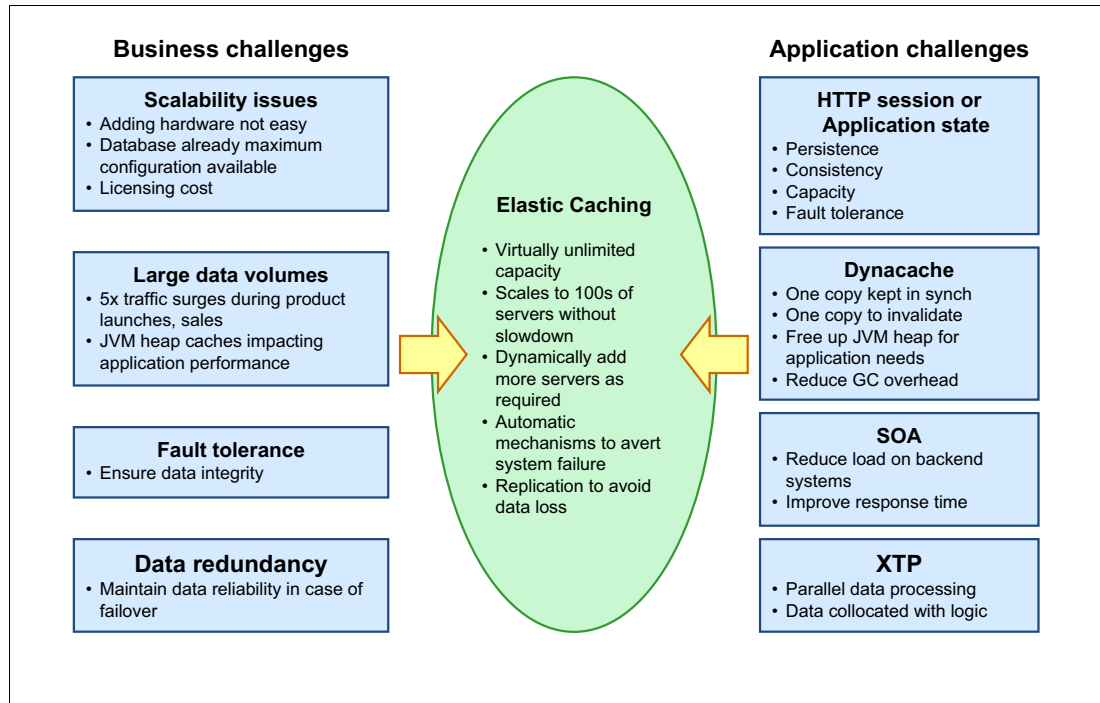 Business challenges
Scalability issues
• Adding hardware not easy
• Database already maximum
configuration available
• Licensing cost
Large data volumes
• 5x traffic surges during product
launches, sales
• JVM heap caches impacting
application performance
Fault tolerance
• Ensure data integrity
Data redundancy
• Maintain data reliability in case of
failover
Elastic Caching
• Virtually unlimited
capacity
• Scales to 100s of
servers without
slowdown
• Dynamically add
more servers as
required
• Automatic
mechanisms to avert
system failure
• Replication to avoid
data loss
Application challenges
HTTP session or
Application state
• Persistence
• Consistency
• Capacity
• Fault tolerance
Dynacache
• One copy kept in synch
• One copy to invalidate
• Free up JVM heap for
application needs
• Reduce GC overhead
SOA
• Reduce load on backend
systems
• Improve response time
XTP
• Parallel data processing
• Data collocated with logic